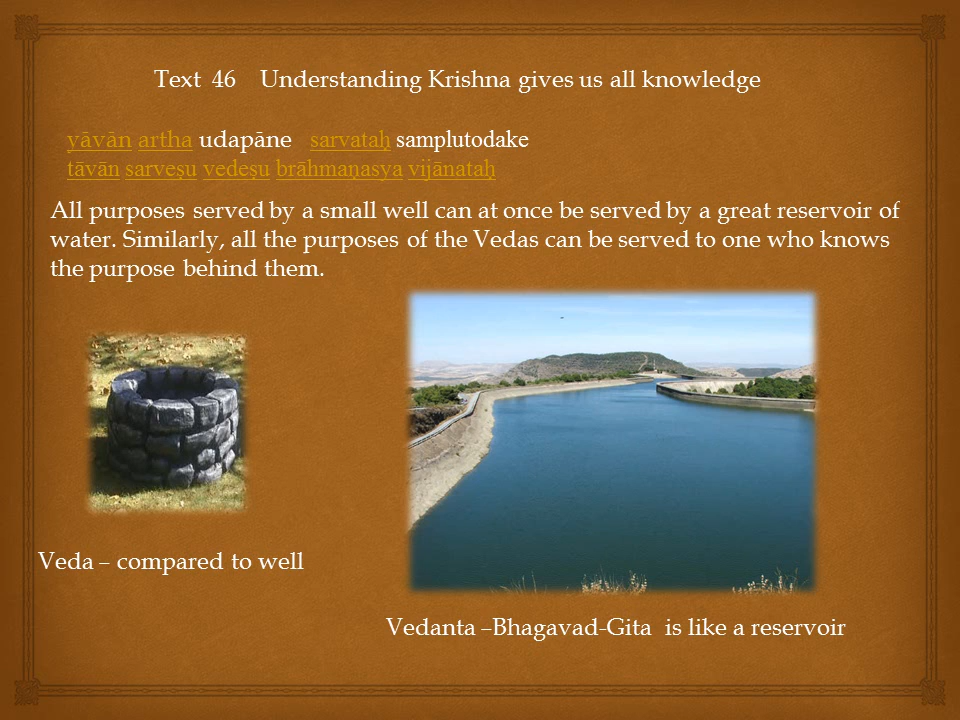 Text 46 Understanding Krishna gives us all knowledge
yāvān artha udapāne sarvataḥ samplutodake
tāvān sarveṣu vedeṣu brāhmaṇasya vijānataḥ
All purposes served by a small well can at once be served by a great reservoir of
water. Similarly, all the purposes of the Vedas can be served to one who knows
the purpose behind them.
Veda – compared to well
Vedanta –Bhagavad-Gita is like a reservoir